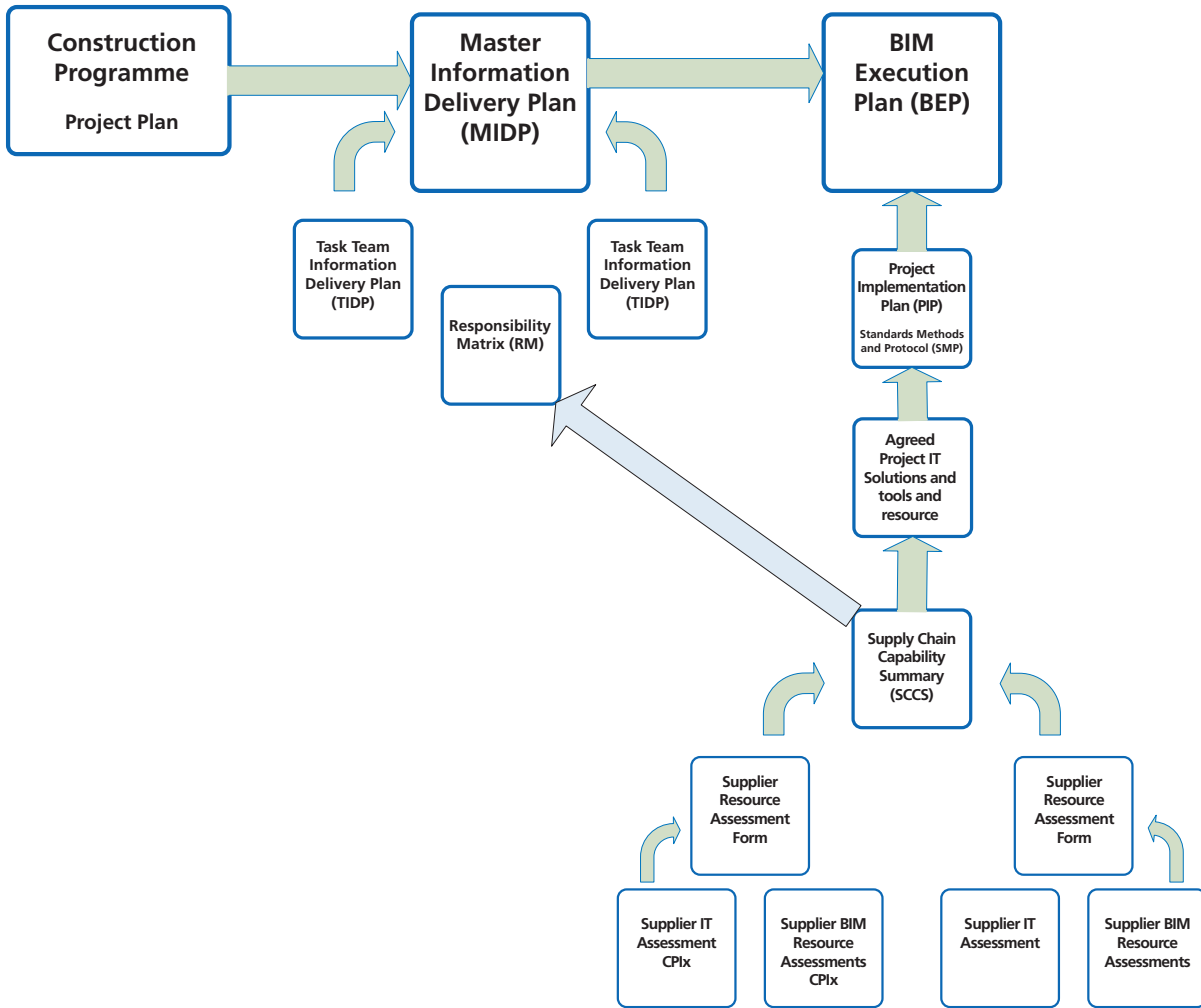 Construction
Programme
Project Plan
Master
Information
Delivery Plan
(MIDP)
BIM
Execution
Plan (BEP)
Task Team
Information
Delivery Plan
(TIDP)
Responsibility
Matrix (RM)
Task Team
Information
Delivery Plan
(TIDP)
Project
Implementation
Plan (PIP)
Standards Methods
and Protocol (SMP)
Agreed
Project IT
Solutions and
tools and
resource
Supply Chain
Capability
Summary
(SCCS)
Supplier
Resource
Assessment
Form
Supplier
Resource
Assessment
Form
Supplier IT
Assessment
CPIx
Supplier BIM
Resource
Assessments
CPIx
Supplier IT
Assessment
Supplier BIM
Resource
Assessments